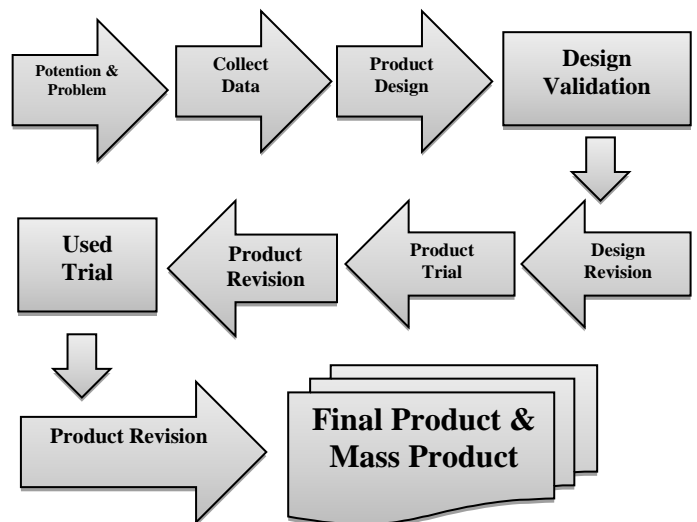 Potention &
Problem
Collect
Data
Product
Design
Design
Validation
Design
Revision
Product
Trial
Product
Revision
Used
Trial
Product Revision
Final Product &
Mass Product